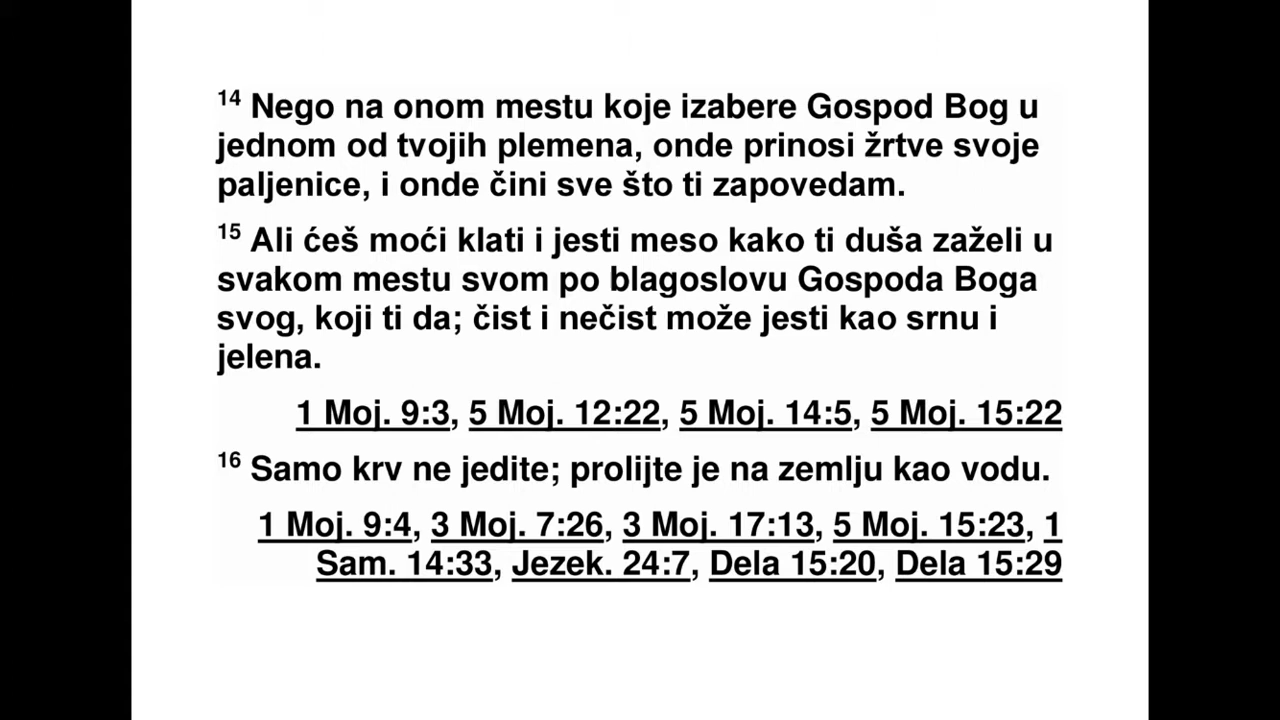 14 Nego na onom mestu koje izabere Gospod Bog u
jednom od tvojih plemena, onde prinosi žrtve svoje
paljenice, i onde čini sve što ti zapovedam.
15 Ali ćeš moći klati i jesti meso kako ti duša zaželi u
svakom mestu svom po blagoslovu Gospoda Boga
svog, koji ti da; čist i nečist može jesti kao srnu i
jelena.
1 Moj. 9:3, 5 Moj. 12:22, 5 Moj. 14:5, 5 Moj. 15:22
16 Samo krv ne jedite; prolijte je na zemlju kao vodu.
1 Moj. 9:4, 3 Moj. 7:26, 3 Moj. 17:13, 5 Moj. 15:23, 1
Sam. 14:33, Jezek. 24:7, Dela 15:20, Dela 15:29